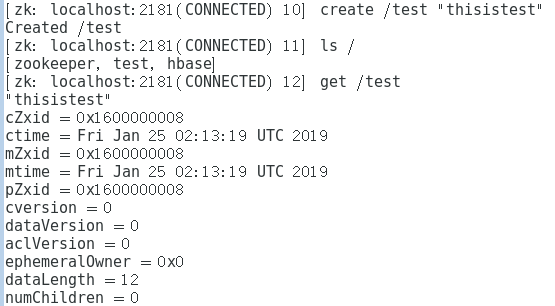 [zk: localhost:2181(CONNECTED) 10] create /test "thisistest"
Created /test
[zk: localhost:2181(CONNECTED) 11] ls /
[zookeeper, test, hbase]
[zk: localhost:2181(CONNECTED) 12] get /test
"thisistest"
cZxid = 0x1600000008
ctime = Fri Jan 25 02:13:19 UTC 2019
mZxid = 0x1600000008
mtime = Fri Jan 25 02:13:19 UTC 2019
pZxid = 0x1600000008
cversion = 0
dataVersion = 0
aclVersion = 0
ephemeralOwner = 0x0
dataLength = 12
numChildren = 0